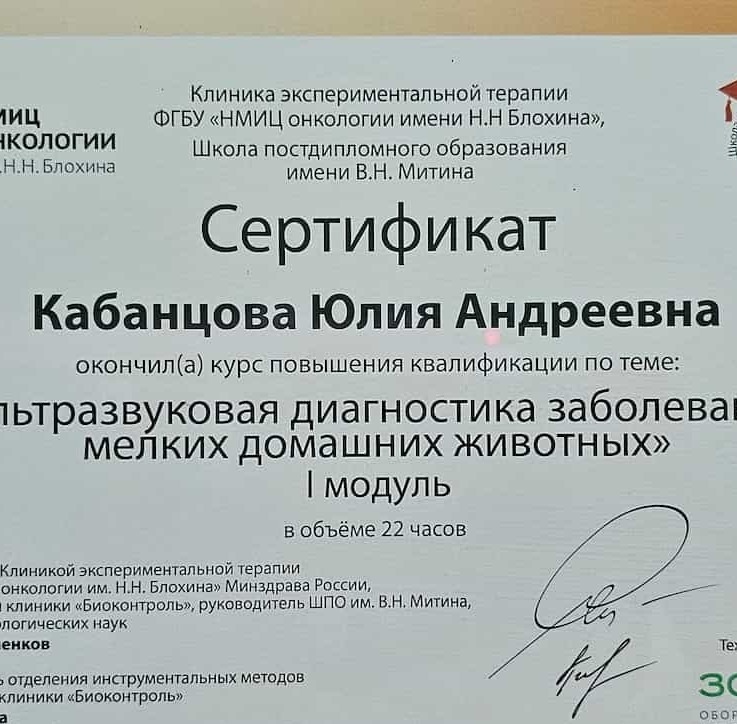 Клиника экспериментальной терапии
ФГБУ «НМИЦ онкологии имени Н.Н Блохина»,
Школа постдипломного образования
имени В.Н. Митина
МИЦ
НКОЛОГИИ
.Н.Н. Блохина
Сертификат
Кабанцова Юлия Андреевна
окончил(а) курс повышения квалификации по теме:
льтразвуковая диагностика заболева
мелких домашних животных»
I модуль
в объёме 22 часов
Клиникой экспериментальной терапии
онкологии им. Н.Н. Блохина» Минздрава России,
клиники «Биоконтроль», руководитель ШПО им. В.Н. Митина,
ологических наук
енков
отделения инструментальных методов
клиники «Биоконтроль»
а
Тех
ЗО
ОБОР